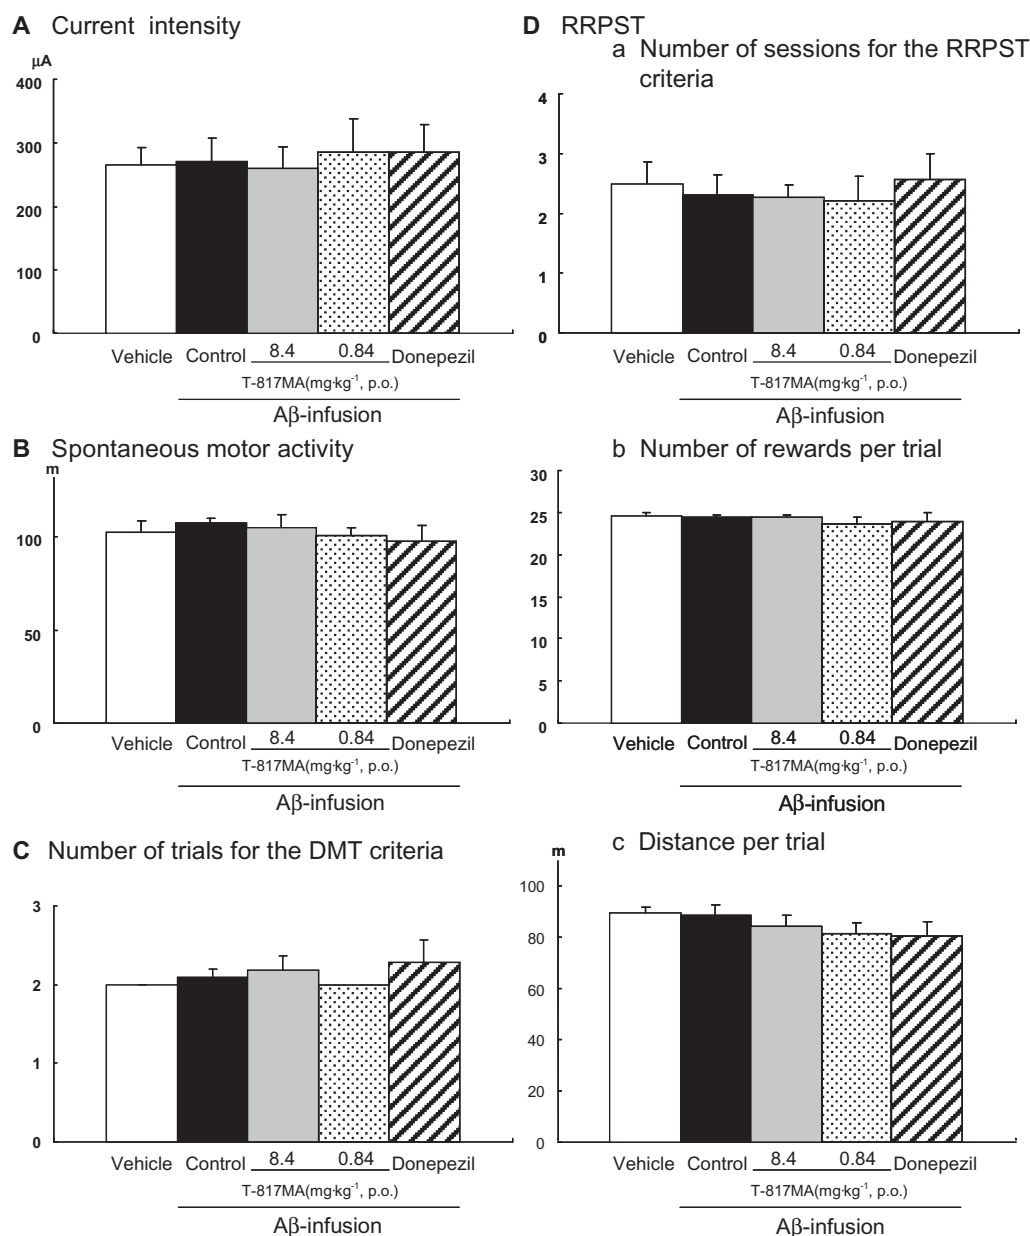 A Current intensity
μA
400
300
200
100
0
Vehicle Control 8.4 0.84 Donepezil
T-817MA(mg·kg⁻¹, p.o.)
Aβ-infusion
B Spontaneous motor activity
m
100
50
0
Vehicle Control 8.4 0.84 Donepezil
T-817MA(mg·kg⁻¹, p.o.)
Aβ-infusion
C Number of trials for the DMT criteria
3
2
1
0
Vehicle Control 8.4 0.84 Donepezil
T-817MA(mg·kg⁻¹, p.o.)
Aβ-infusion
D RRPST
a Number of sessions for the RRPST
criteria
4
3
2
1
0
Vehicle Control 8.4 0.84 Donepezil
T-817MA(mg·kg⁻¹, p.o.)
Aβ-infusion
b Number of rewards per trial
30
25
20
15
10
5
0
Vehicle Control 8.4 0.84 Donepezil
T-817MA(mg·kg⁻¹, p.o.)
Aβ-infusion
c Distance per trial
m
100
80
60
40
20
0
Vehicle Control 8.4 0.84 Donepezil
T-817MA(mg·kg⁻¹, p.o.)
Aβ-infusion